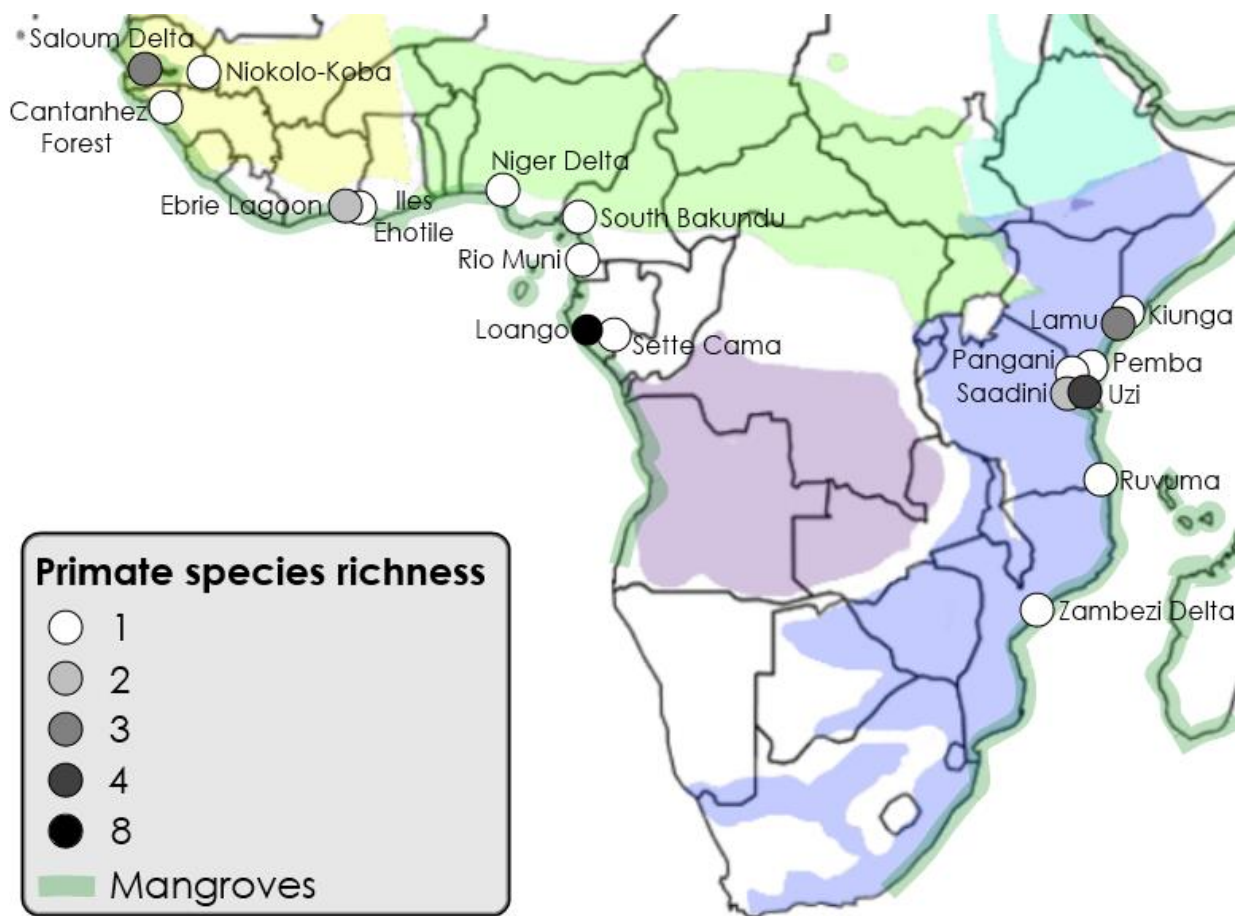 Saloum Delta
Niokolo-Koba
Cantanhez
Forest
Niger Delta
Ebrie Lagoon
Iles
Ehotile
South Bakundu
Rio Muni
Loango
Sette Cama
Lamu
Kiunga
Pangani
Pemba
Saadini
Uzi
Ruvuma
Zambezi Delta
Primate species richness
1
2
3
4
8
Mangroves